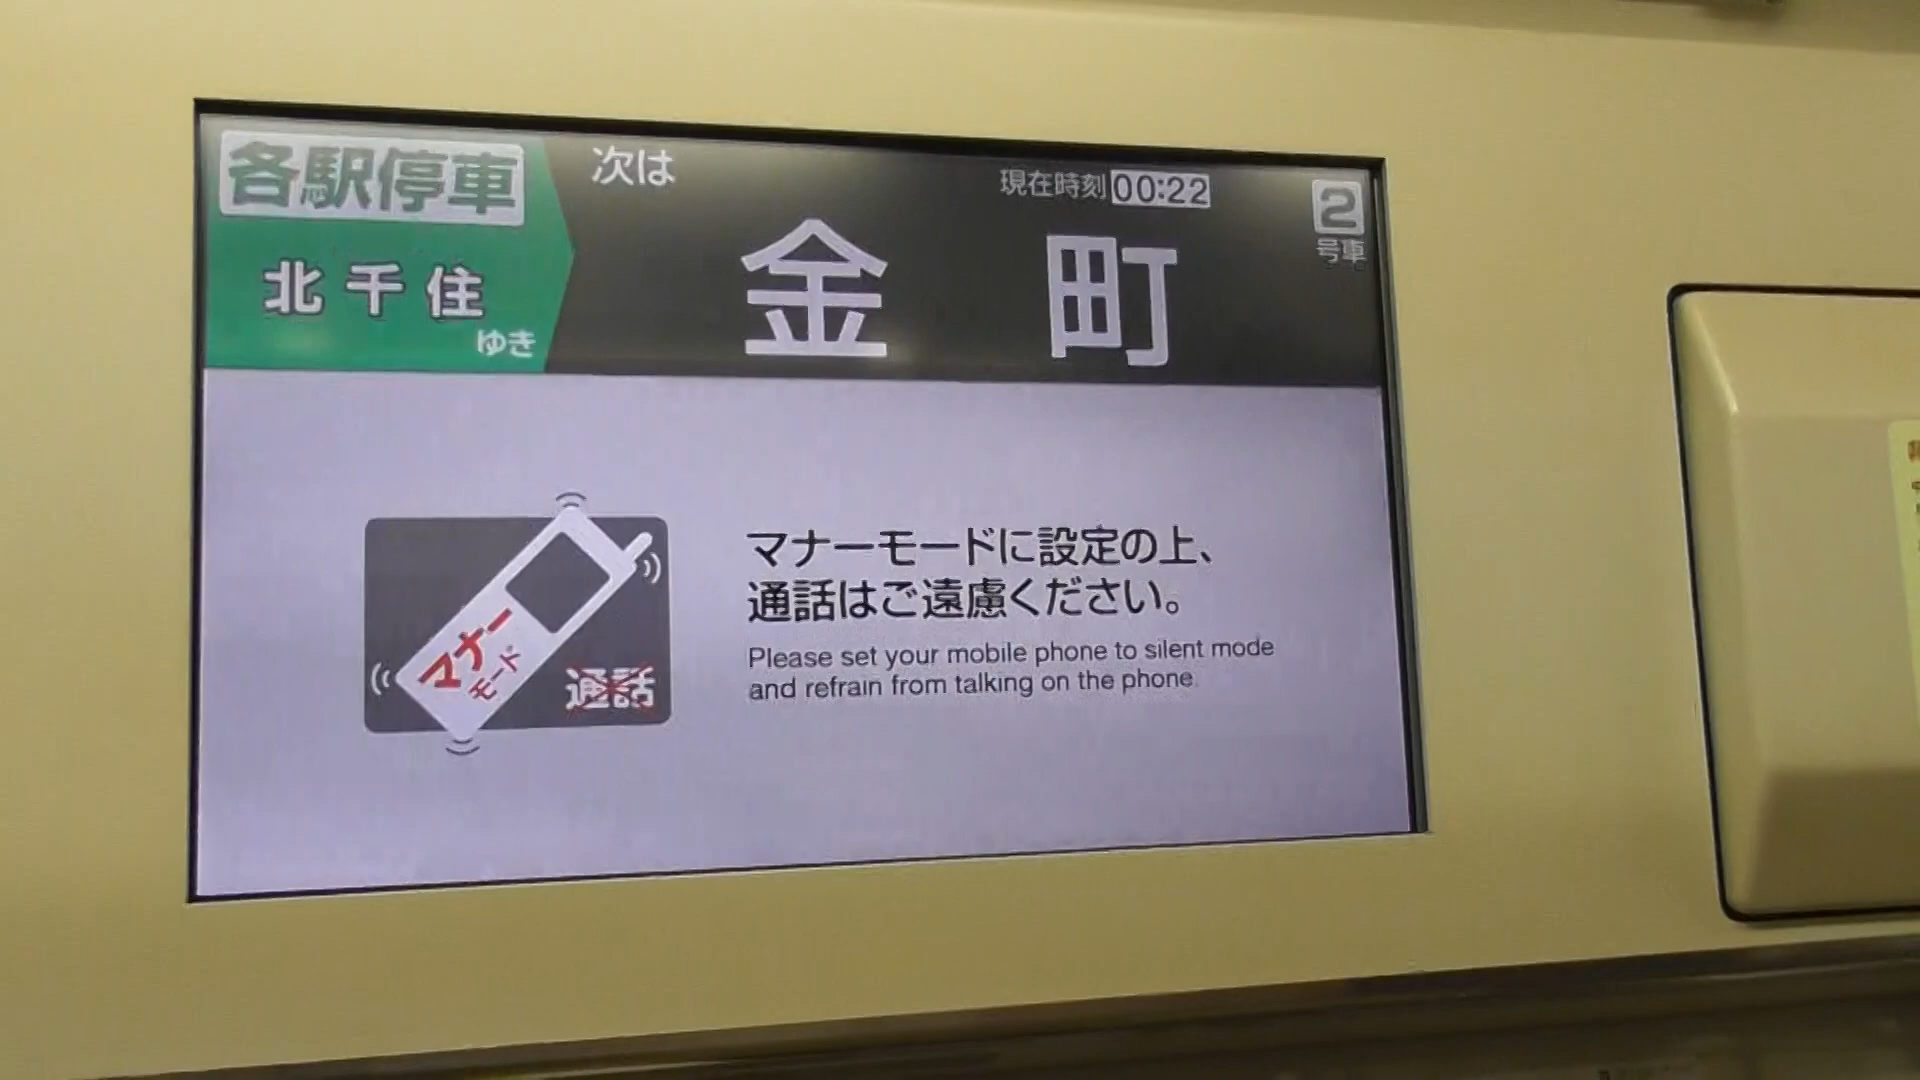 各駅停車
北千住
ゆき
次は
現在時刻 00:22
金町
2
号車
マナー
モード
通話
マナーモードに設定の上、
通話はご遠慮ください。
Please set your mobile phone to silent mode
and refrain from talking on the phone.